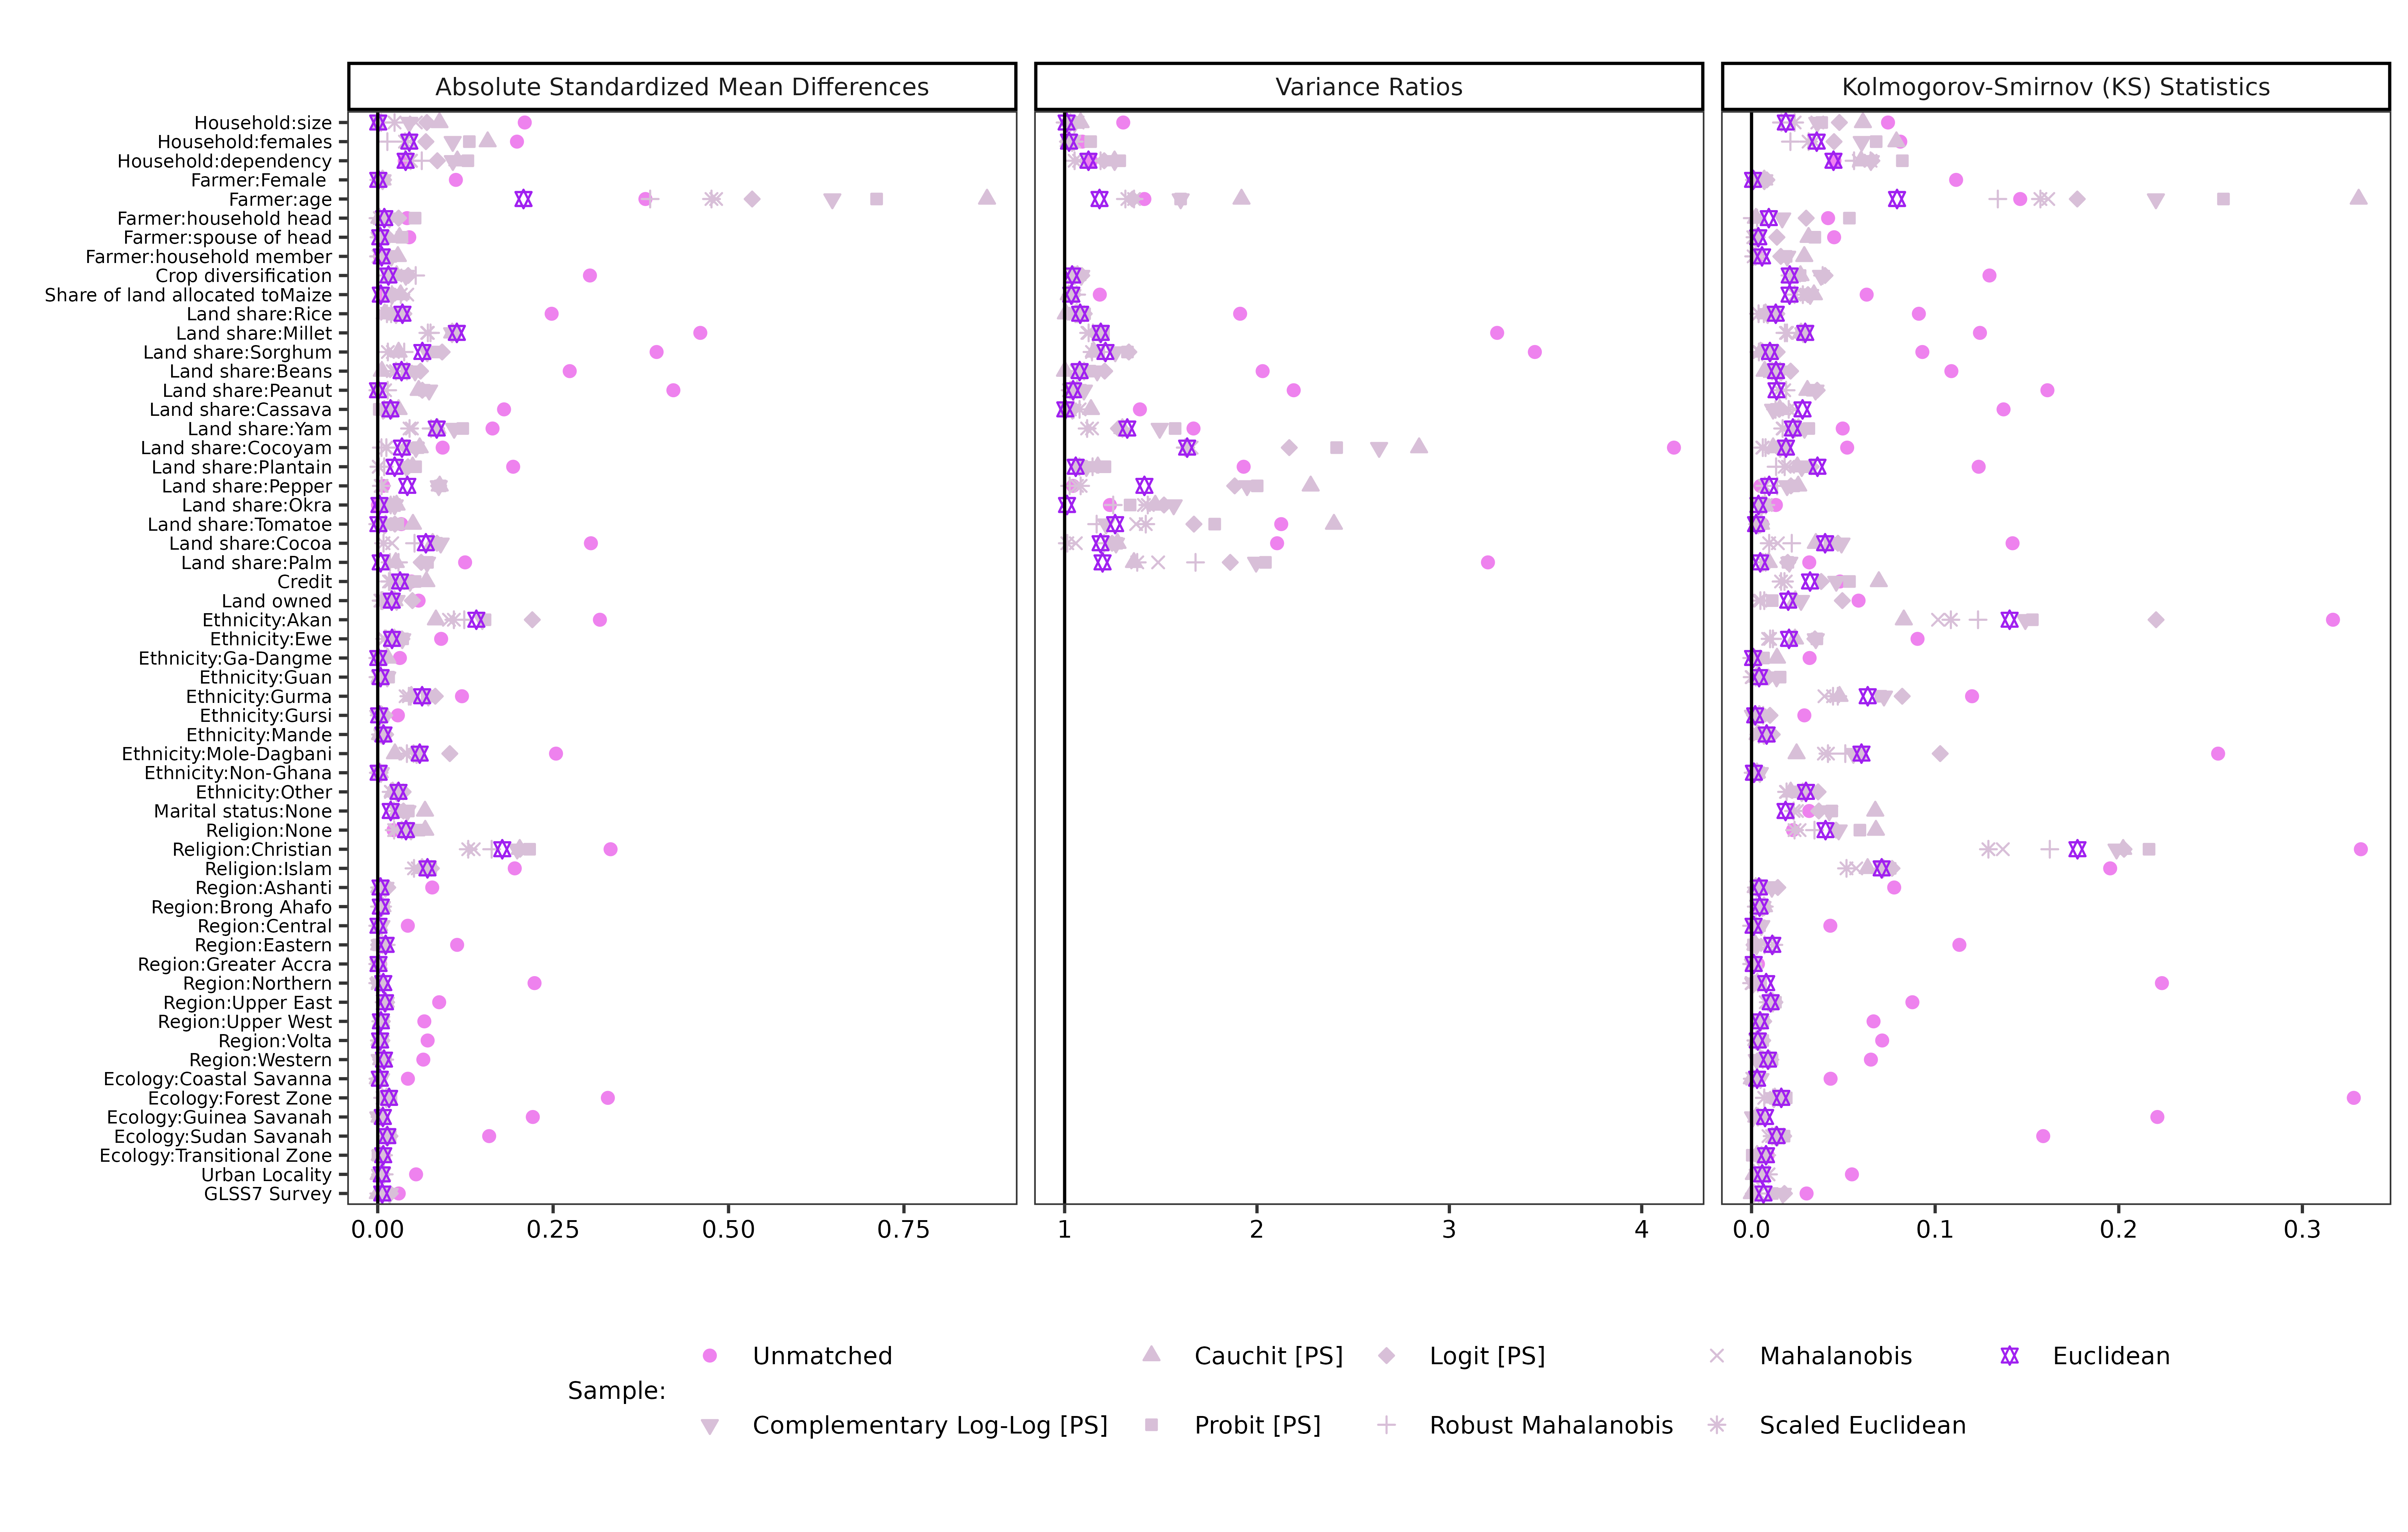 Absolute Standardized Mean Differences
Variance Ratios
Kolmogorov-Smirnov (KS) Statistics
Household:size
Household:females
Household:dependency
Farmer:Female
Farmer:age
Farmer:household head
Farmer:spouse of head
Farmer:household member
Crop diversification
Share of land allocated toMaize
Land share:Rice
Land share:Millet
Land share:Sorghum
Land share:Beans
Land share:Peanut
Land share:Cassava
Land share:Yam
Land share:Cocoyam
Land share:Plantain
Land share:Pepper
Land share:Okra
Land share:Tomatoe
Land share:Cocoa
Land share:Palm
Credit
Land owned
Ethnicity:Akan
Ethnicity:Ewe
Ethnicity:Ga-Dangme
Ethnicity:Guan
Ethnicity:Gurma
Ethnicity:Gursi
Ethnicity:Mande
Ethnicity:Mole-Dagbani
Ethnicity:Non-Ghana
Ethnicity:Other
Marital status:None
Religion:None
Religion:Christian
Religion:Islam
Region:Ashanti
Region:Brong Ahafo
Region:Central
Region:Eastern
Region:Greater Accra
Region:Northern
Region:Upper East
Region:Upper West
Region:Volta
Region:Western
Ecology:Coastal Savanna
Ecology:Forest Zone
Ecology:Guinea Savanah
Ecology:Sudan Savanah
Ecology:Transitional Zone
Urban Locality
GLSS7 Survey
0.00 0.25 0.50 0.75
1 2 3 4
0.0 0.1 0.2 0.3
Sample:
Unmatched Cauchit [PS] Logit [PS] Mahalanobis Euclidean
Complementary Log-Log [PS] Probit [PS] Robust Mahalanobis Scaled Euclidean